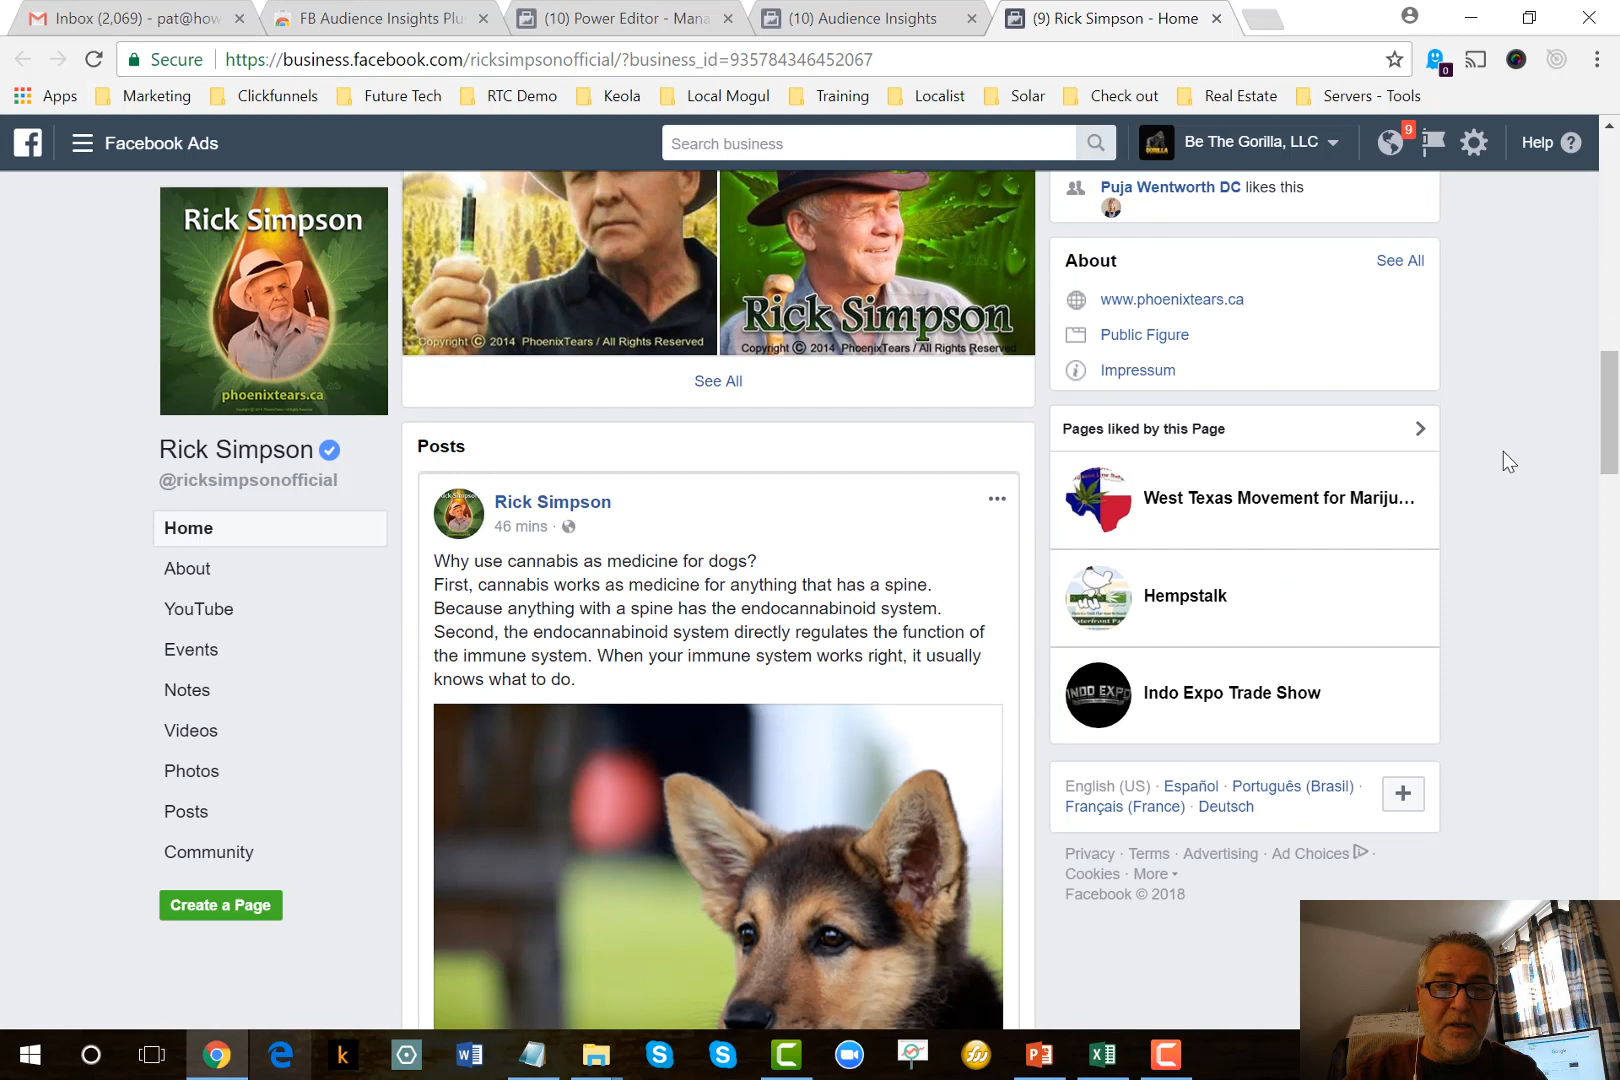 Inbox (2,069) - pat@how
FB Audience Insights Plu
(10) Power Editor - Mana
(10) Audience Insights
(9) Rick Simpson - Home
Secure
https://business.facebook.com/ricksimpsonofficial/?business_id=935784346452067
0
Apps
Marketing
Clickfunnels
Future Tech
RTC Demo
Keola
Local Mogul
Training
Localist
Solar
Check out
Real Estate
Servers - Tools
Facebook Ads
Search business
GORILLA
Be The Gorilla, LLC
9
Help
Rick Simpson
phoenixtears.ca
Rick Simpson
@ricksimpsonofficial
Home
About
YouTube
Events
Notes
Videos
Photos
Posts
Community
Create a Page
Copyright © 2014 PhoenixTears / All Rights Reserved
Rick Simpson
Copyright © 2014 PhoenixTears / All Rights Reserved
See All
Posts
Rick Simpson
46 mins ·
Why use cannabis as medicine for dogs?
First, cannabis works as medicine for anything that has a spine.
Because anything with a spine has the endocannabinoid system.
Second, the endocannabinoid system directly regulates the function of
the immune system. When your immune system works right, it usually
knows what to do.
Puja Wentworth DC likes this
About
See All
www.phoenixtears.ca
Public Figure
Impressum
Pages liked by this Page
West Texas Movement for Mariju...
Hempstalk
INDO EXPO
Indo Expo Trade Show
English (US) · Español · Português (Brasil) ·
Français (France) · Deutsch
Privacy · Terms · Advertising · Ad Choices ·
Cookies · More
Facebook © 2018